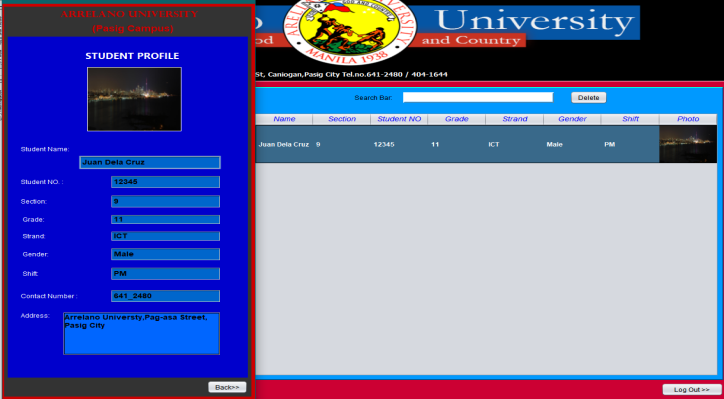 ARRELANO UNIVERSITY
(Pasig Campus)
STUDENT PROFILE
Student Name:
Juan Dela Cruz
Student NO. :
12345
Section:
9
Grade:
11
Strand:
ICT
Gender:
Male
Shift:
PM
Contact Number :
641_2480
Address:
Arrelano Universty,Pag-asa Street,
Pasig City
Back>>
University
and Country
MANILA 1938
St, Caniogan,Pasig City Tel.no.641-2480 / 404-1644
Search Bar:
Delete
Name Section Student NO Grade Strand Gender Shift Photo
Juan Dela Cruz 9 12345 11 ICT Male PM
Log Out >>